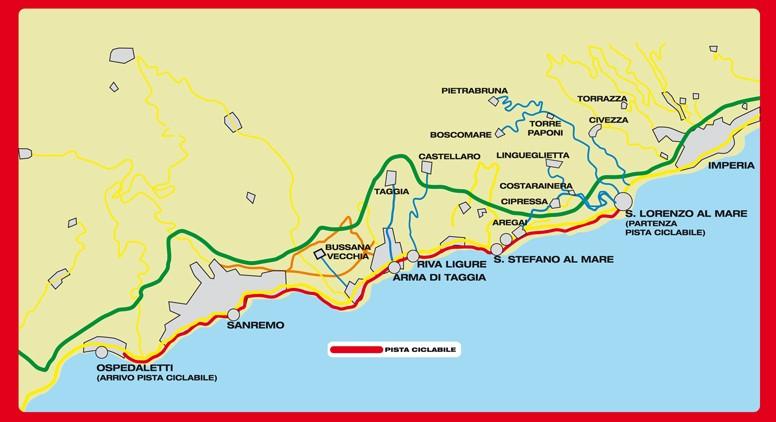 PIETRABRUNA
TORRAZZA
CIVEZZA
TORRE
PAPONI
BOSCOMARE
CASTELLARO
LINGUEGLIETTA
IMPERIA
TAGGIA
COSTARAINERA
CIPRESSA
S. LORENZO AL MARE
(PARTENZA
PISTA CICLABILE)
AREGAI
BUSSANA
VECCHIA
RIVA LIGURE
S. STEFANO AL MARE
ARMA DI TAGGIA
SANREMO
PISTA CICLABILE
OSPEDALETTI
(ARRIVO PISTA CICLABILE)